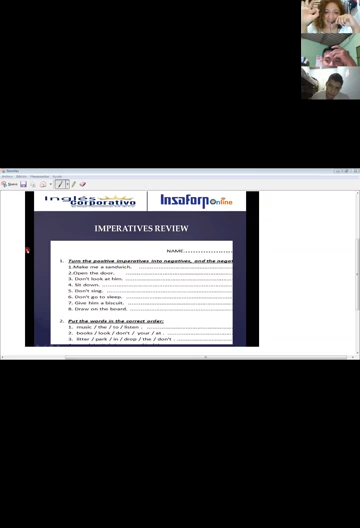 Inglés Corporativo
Insaforp Online
IMPERATIVES REVIEW
NAME
1. Turn the positive imperatives into negatives, and the negat
1.Make me a sandwich.
2.Open the door.
3. Don't look at him.
4. Sit down.
5. Don't sing.
6. Don't go to sleep.
7. Give him a biscuit.
8. Draw on the board.
2. Put the words in the correct order:
1. music / the / to / listen .
2. books / look / don't / your / at .
3. litter / park / in / drop / the / don't .